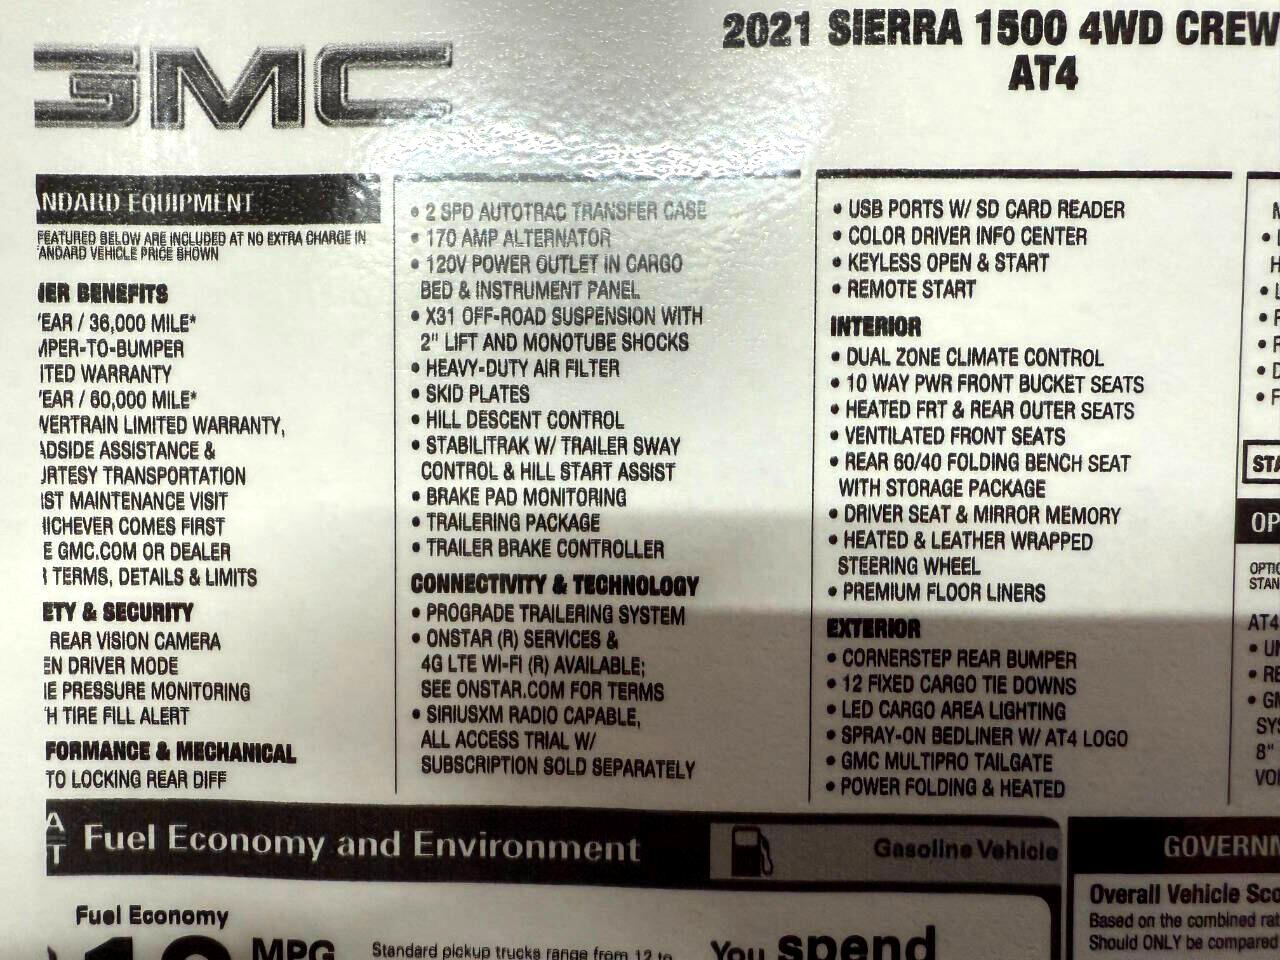 GMC
2021 SIERRA 1500 4WD CREW
AT4
NDARD EQUIPMENT
FEATURED BELOW ARE INCLUDED AT NO EXTRA CHARGE IN
ANDARD VEHICLE PRICE SHOWN
ER BENEFITS
EAR / 36,000 MILE*
MPER-TO-BUMPER
ITED WARRANTY
EAR / 60,000 MILE*
VERTRAIN LIMITED WARRANTY,
ADSIDE ASSISTANCE &
RTESY TRANSPORTATION
ST MAINTENANCE VISIT
HICHEVER COMES FIRST
E GMC.COM OR DEALER
TERMS, DETAILS & LIMITS
ETY & SECURITY
REAR VISION CAMERA
EN DRIVER MODE
E PRESSURE MONITORING
H TIRE FILL ALERT
FORMANCE & MECHANICAL
TO LOCKING REAR DIFF
• 2 SPD AUTOTRAC TRANSFER CASE
• 170 AMP ALTERNATOR
• 120V POWER OUTLET IN CARGO
BED & INSTRUMENT PANEL
• X31 OFF-ROAD SUSPENSION WITH
2" LIFT AND MONOTUBE SHOCKS
• HEAVY-DUTY AIR FILTER
• SKID PLATES
• HILL DESCENT CONTROL
• STABILITRAK W/ TRAILER SWAY
CONTROL & HILL START ASSIST
• BRAKE PAD MONITORING
• TRAILERING PACKAGE
• TRAILER BRAKE CONTROLLER
CONNECTIVITY & TECHNOLOGY
• PROGRADE TRAILERING SYSTEM
• ONSTAR (R) SERVICES &
4G LTE WI-FI (R) AVAILABLE;
SEE ONSTAR.COM FOR TERMS
• SIRIUSXM RADIO CAPABLE,
ALL ACCESS TRIAL W/
SUBSCRIPTION SOLD SEPARATELY
• USB PORTS W/ SD CARD READER
• COLOR DRIVER INFO CENTER
• KEYLESS OPEN & START
• REMOTE START
INTERIOR
• DUAL ZONE CLIMATE CONTROL
• 10 WAY PWR FRONT BUCKET SEATS
• HEATED FRT & REAR OUTER SEATS
• VENTILATED FRONT SEATS
• REAR 60/40 FOLDING BENCH SEAT
WITH STORAGE PACKAGE
• DRIVER SEAT & MIRROR MEMORY
• HEATED & LEATHER WRAPPED
STEERING WHEEL
• PREMIUM FLOOR LINERS
EXTERIOR
• CORNERSTEP REAR BUMPER
• 12 FIXED CARGO TIE DOWNS
• LED CARGO AREA LIGHTING
• SPRAY-ON BEDLINER W/ AT4 LOGO
• GMC MULTIPRO TAILGATE
• POWER FOLDING & HEATED
STA
OP
OPTIO
STAN
AT4
• UN
• RE
• GM
SYS
8"
VOI
Fuel Economy and Environment
Gasoline Vehicle
Fuel Economy
MPG
Standard pickup trucks range from 12 to
You spend
GOVERNM
Overall Vehicle Sco
Based on the combined rat
Should ONLY be compared